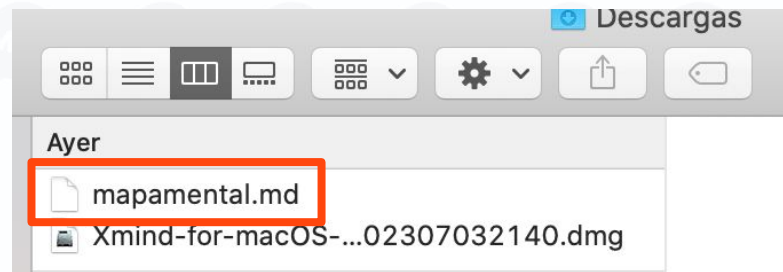 Descargas
Ayer
mapamental.md
Xmind-for-macOS-...02307032140.dmg